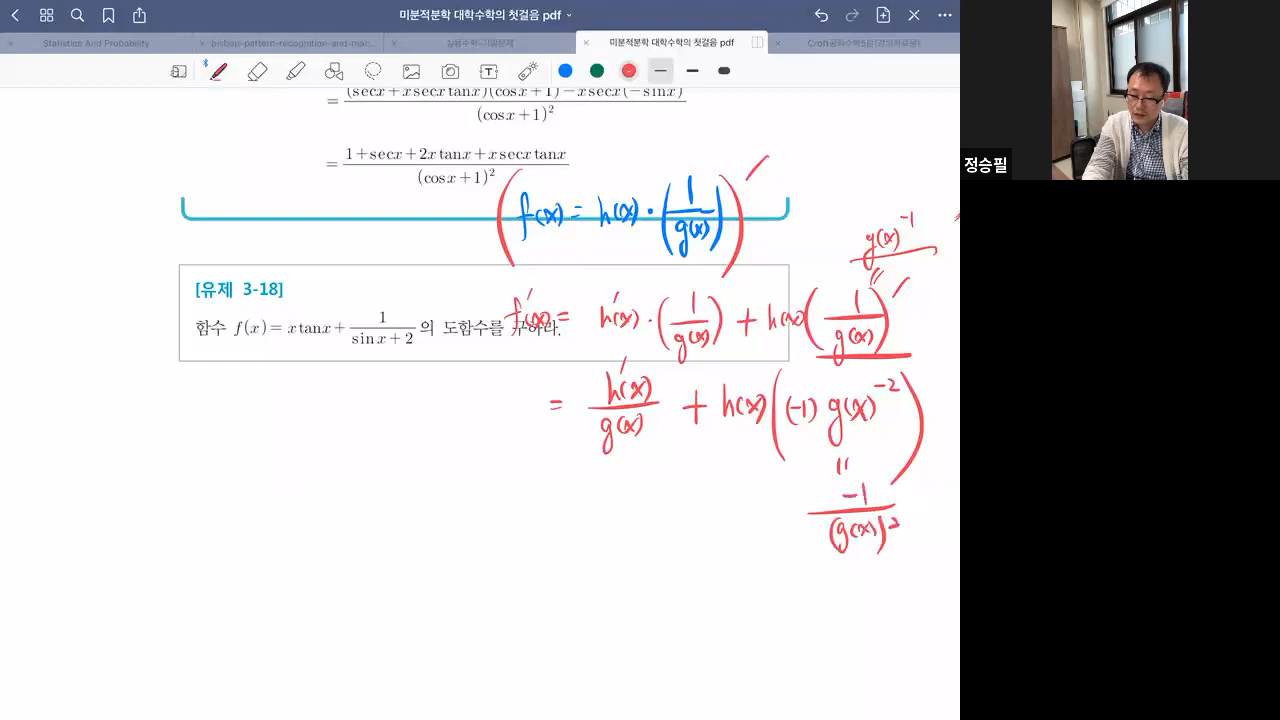 미분적분학 대학수학의 첫걸음 pdf
Statistics And Probability
bishop-pattern-recognition-and-mac...
미분적분학 대학수학의 첫걸음 pdf
= (secx + x secx tanx)(cosx + 1) − x secx(− sinx) / (cosx + 1)²
= 1 + secx + 2x tanx + x secx tanx / (cosx + 1)²
(f(x) = h(x) · (1/g(x)))′
g(x)⁻¹
[유제 3-18]
함수 f(x) = x tanx + 1/(sin x + 2) 의 도함수를 구하라.
f′(x) = h′(x) · (1/g(x)) + h(x) (1/g(x))′
= h′(x)/g(x) + h(x) ((-1) g(x)⁻²)
"
-1/(g(x))²
정승필